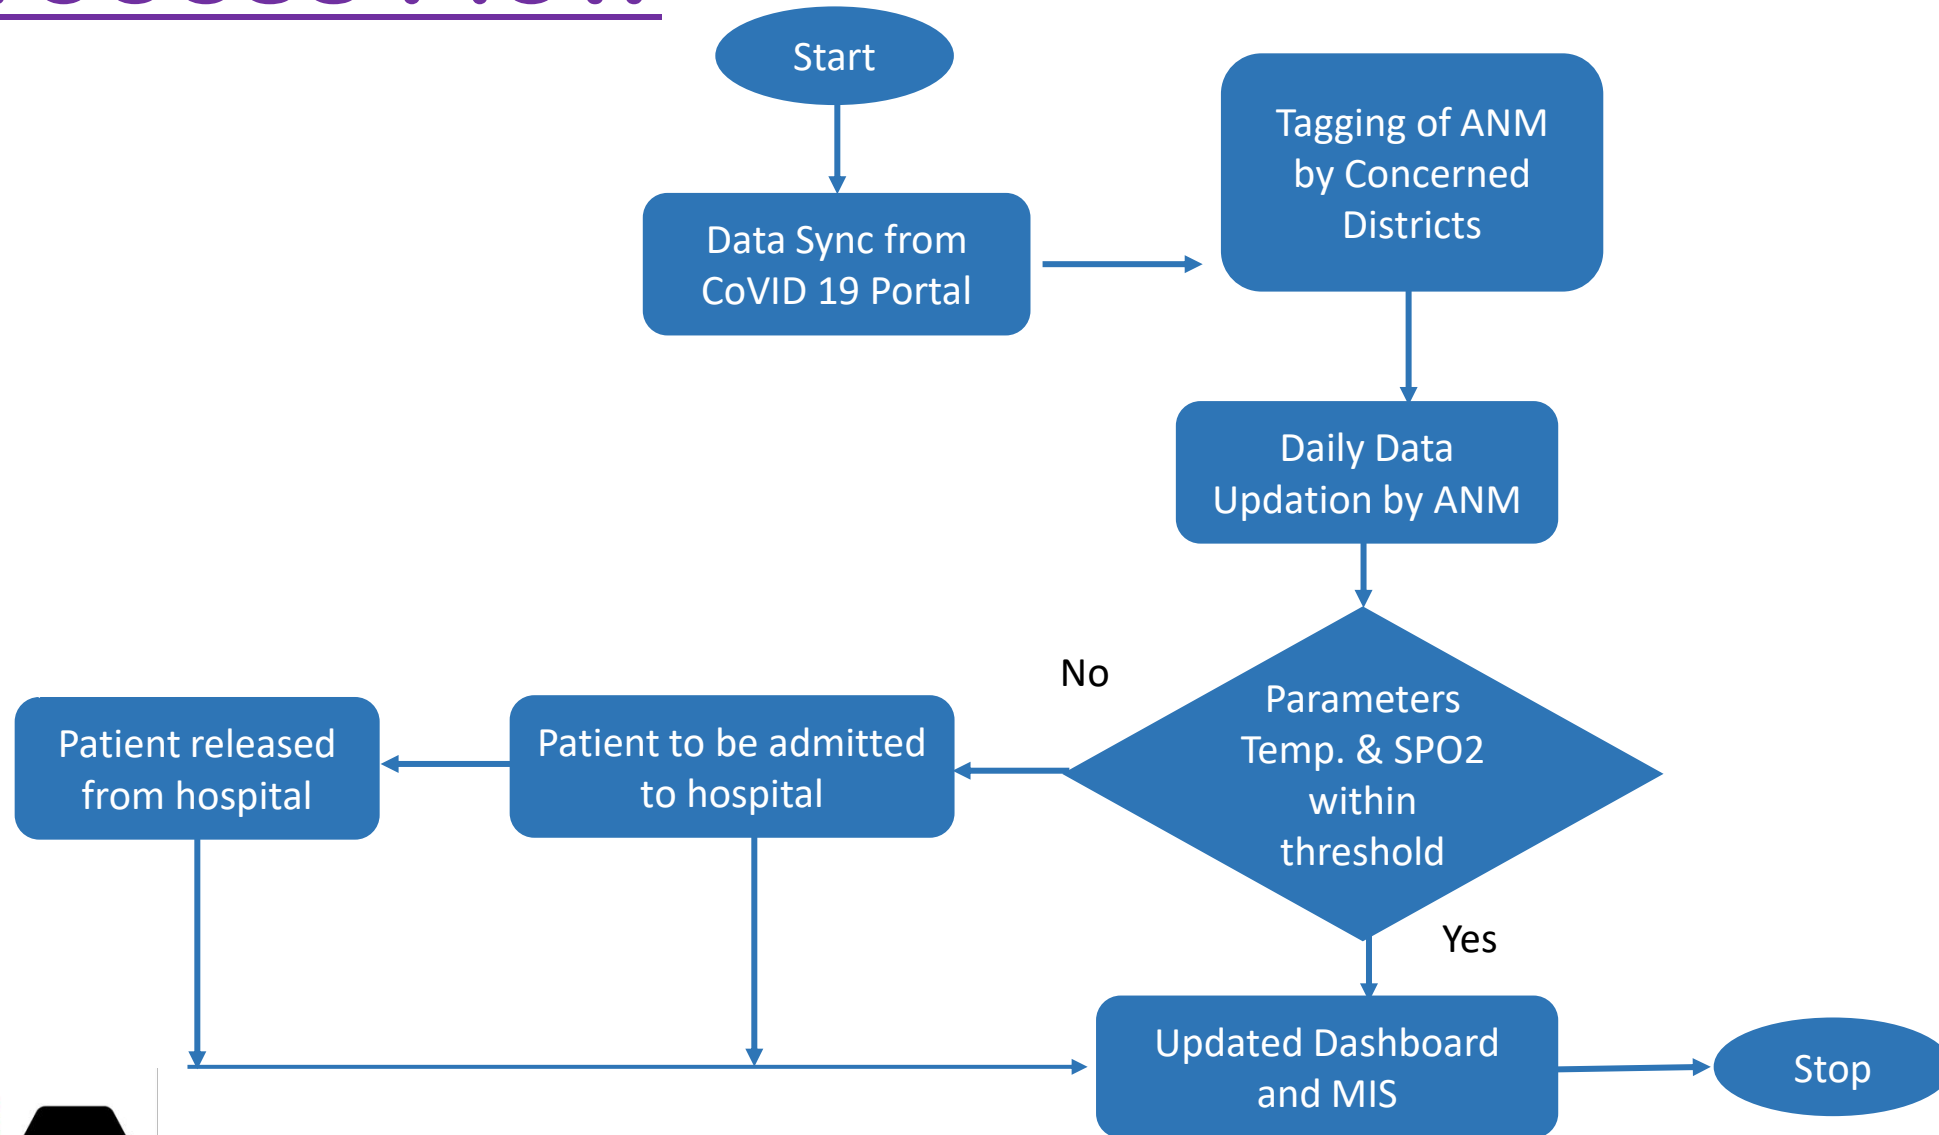 Start
Tagging of ANM
by Concerned
Districts
Data Sync from
CoVID 19 Portal
Daily Data
Updation by ANM
No
Parameters
Temp. & SPO2
within
threshold
Patient to be admitted
to hospital
Patient released
from hospital
Yes
Updated Dashboard
and MIS
Stop